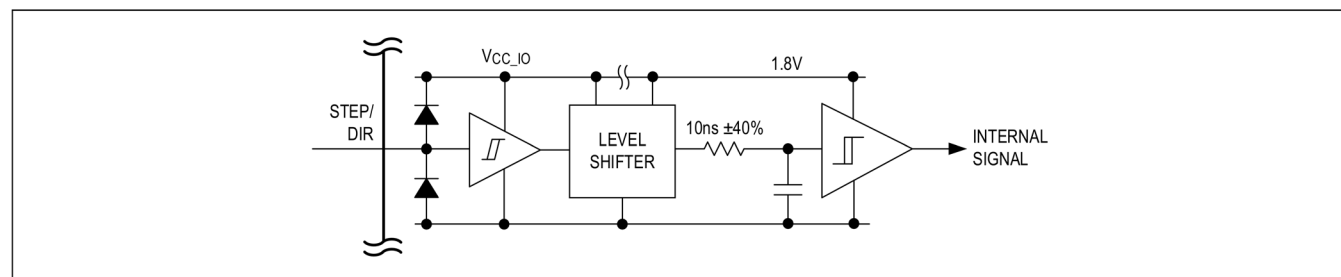 STEP/
DIR
VCC_IO
LEVEL
SHIFTER
10ns ±40%
1.8V
INTERNAL
SIGNAL